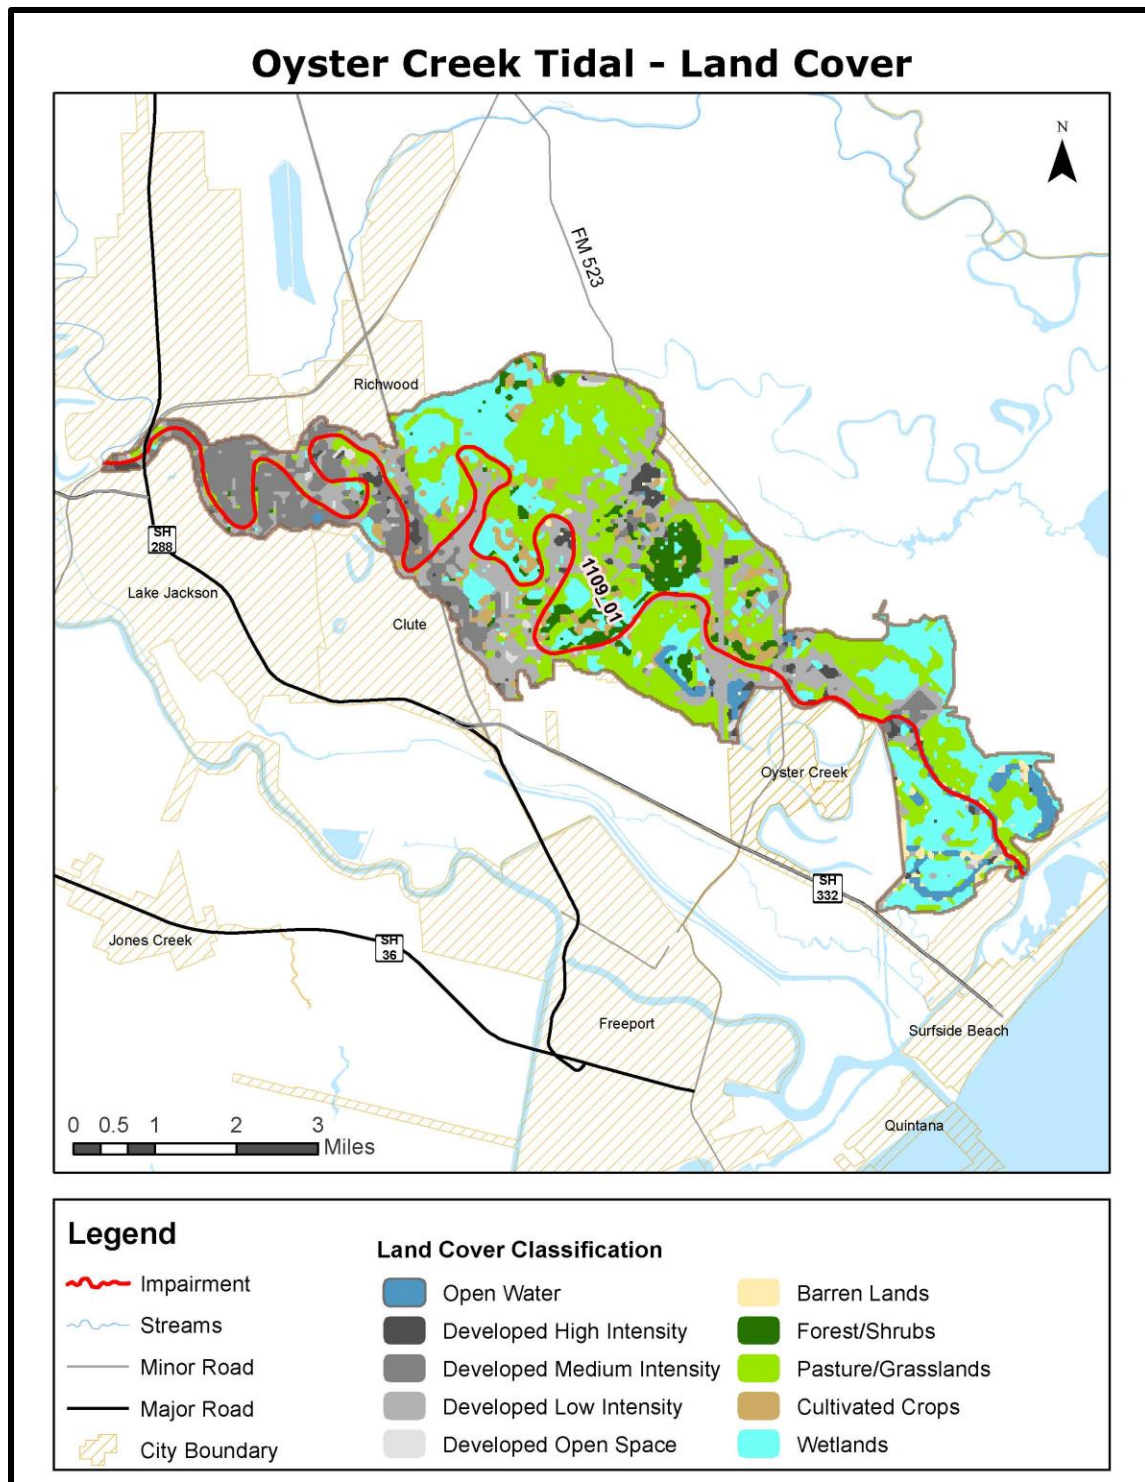 Oyster Creek Tidal - Land Cover
N
FM 523
Richwood
SH
288
Lake Jackson
Clute
1109_01
Oyster Creek
SH
332
Jones Creek
SH
36
Freeport
Surfside Beach
Quintana
0 0.5 1 2 3
Miles
Legend
Impairment
Streams
Minor Road
Major Road
City Boundary
Land Cover Classification
Open Water
Developed High Intensity
Developed Medium Intensity
Developed Low Intensity
Developed Open Space
Barren Lands
Forest/Shrubs
Pasture/Grasslands
Cultivated Crops
Wetlands